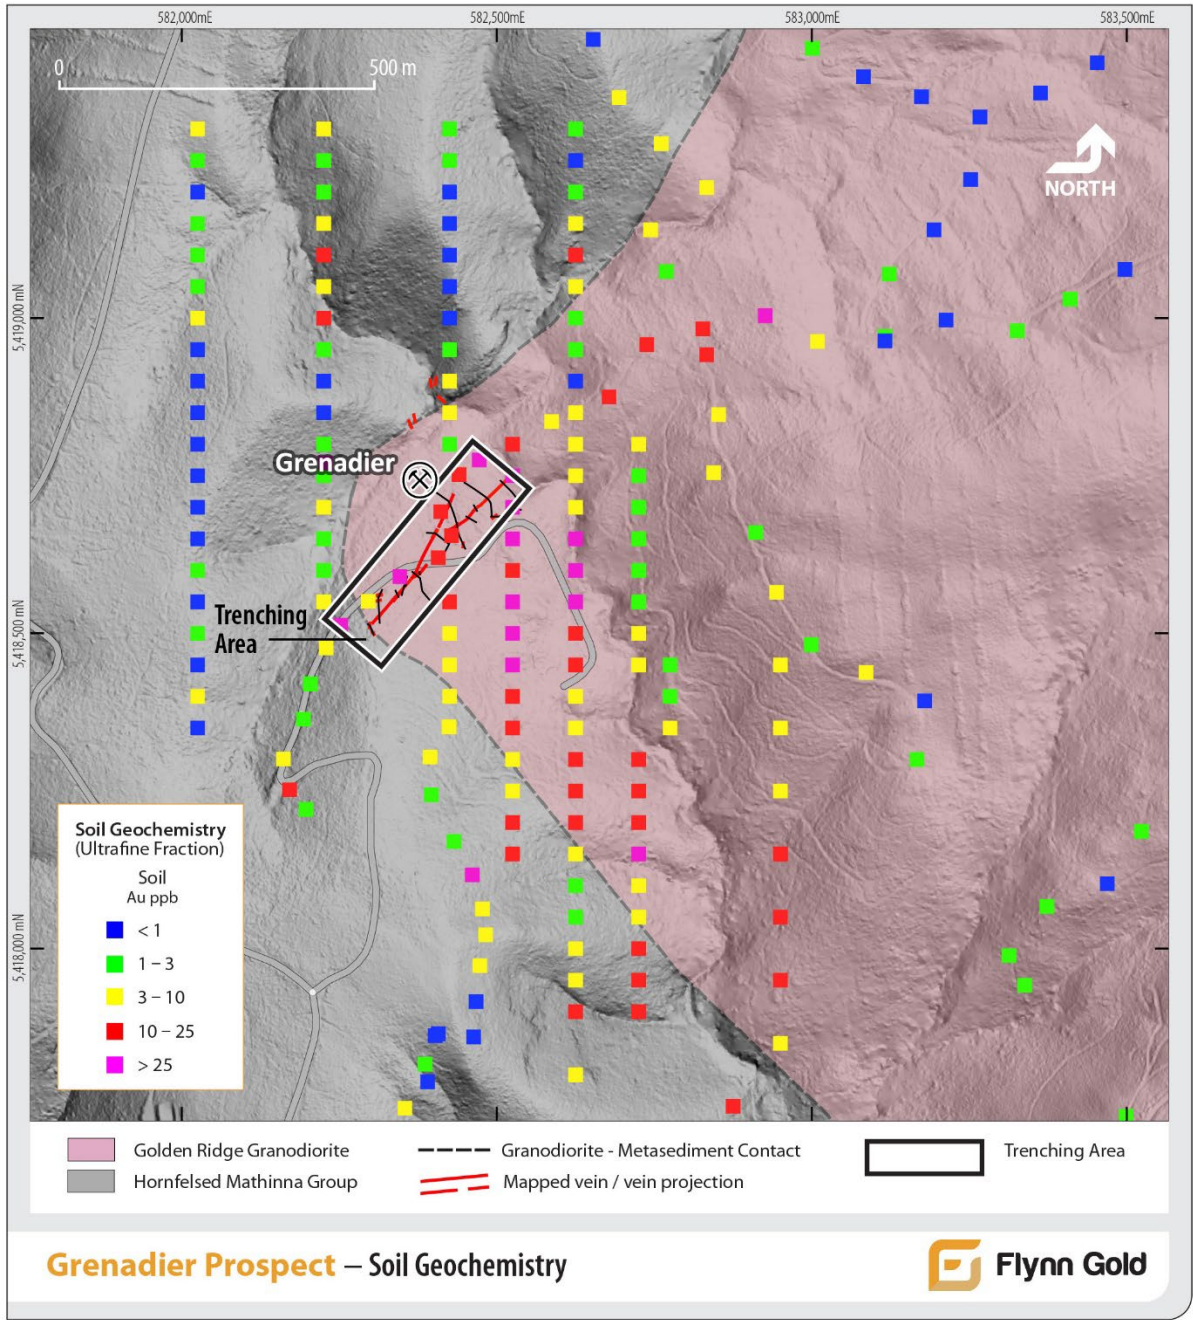 582,000mE
582,500mE
583,000mE
583,500mE
0
500 m
NORTH
5,419,000 mN
Grenadier
Trenching
Area
5,418,500 mN
5,418,000 mN
Soil Geochemistry
(Ultrafine Fraction)
Soil
Au ppb
< 1
1 – 3
3 – 10
10 – 25
> 25
Golden Ridge Granodiorite
Granodiorite - Metasediment Contact
Trenching Area
Hornfelsed Mathinna Group
Mapped vein / vein projection
Grenadier Prospect – Soil Geochemistry
Flynn Gold